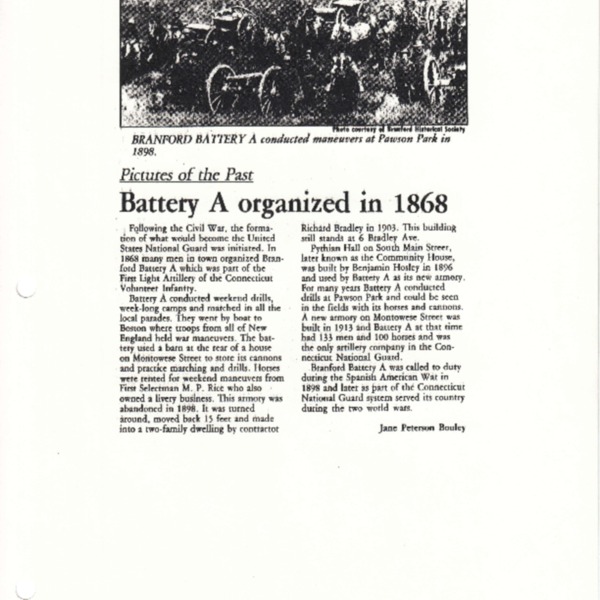 Photo courtesy of Branford Historical Society
BRANFORD BATTERY A conducted maneuvers at Pawson Park in
1898.
Pictures of the Past
Battery A organized in 1868
Following the Civil War, the forma-
tion of what would become the United
States National Guard was initiated. In
1868 many men in town organized Bran-
ford Battery A which was part of the
First Light Artillery of the Connecticut
Volunteer Infantry.
Battery A conducted weekend drills,
week-long camps and marched in all the
local parades. They went by boat to
Boston where troops from all of New
England held war maneuvers. The bat-
tery used a barn at the rear of a house
on Montowese Street to store its cannons
and practice marching and drills. Horses
were rented for weekend maneuvers from
First Selectman M. P. Rice who also
owned a livery business. This armory was
abandoned in 1898. It was turned
around, moved back 15 feet and made
into a two-family dwelling by contractor
Richard Bradley in 1903. This building
still stands at 6 Bradley Ave.
Pythian Hall on South Main Street,
later known as the Community House,
was built by Benjamin Hosley in 1896
and used by Battery A as its new armory.
For many years Battery A conducted
drills at Pawson Park and could be seen
in the fields with its horses and cannons.
A new armory on Montowese Street was
built in 1913 and Battery A at that time
had 133 men and 100 horses and was
the only artillery company in the Con-
necticut National Guard.
Branford Battery A was called to duty
during the Spanish American War in
1898 and later as part of the Connecticut
National Guard system served its country
during the two world wars.
Jane Peterson Bouley